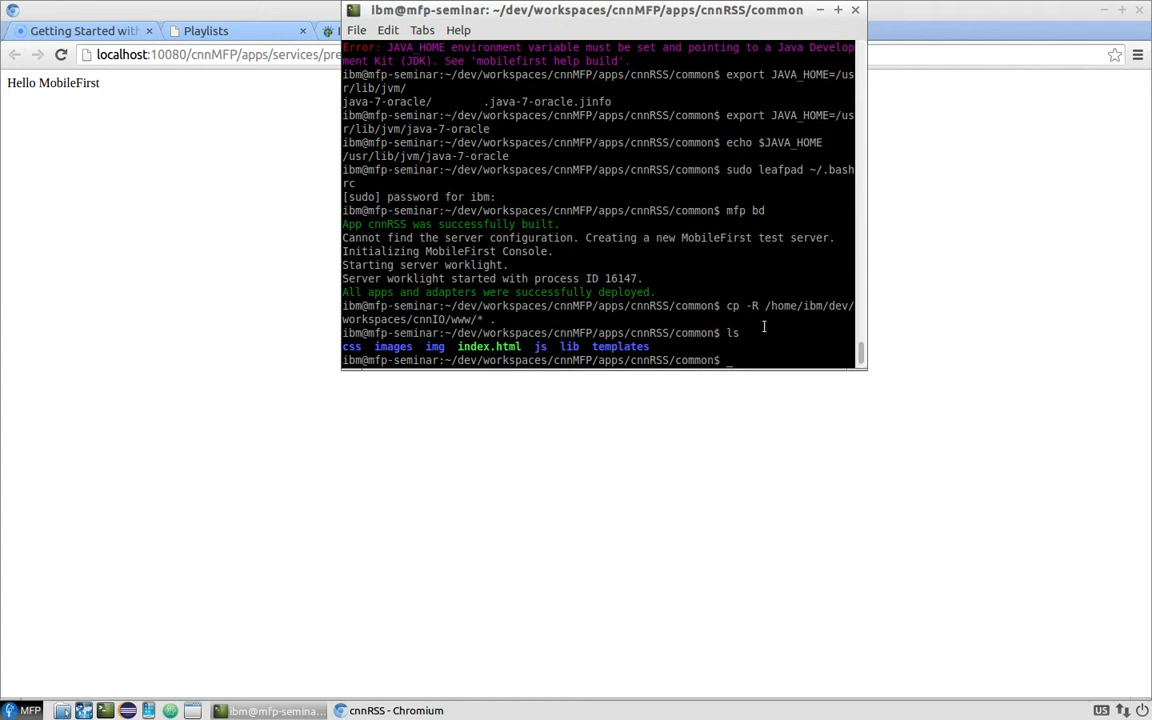 ibm@mfp-seminar: ~/dev/workspaces/cnnMFP/apps/cnnRSS/common
Getting Started with
Playlists
File Edit Tabs Help
localhost:10080/cnnMFP/apps/services/pre
Hello MobileFirst
Error: JAVA_HOME environment variable must be set and pointing to a Java Develop
ment Kit (JDK). See 'mobilefirst help build'.
ibm@mfp-seminar:~/dev/workspaces/cnnMFP/apps/cnnRSS/common$ export JAVA_HOME=/us
r/lib/jvm/
java-7-oracle/ .java-7-oracle.jinfo
ibm@mfp-seminar:~/dev/workspaces/cnnMFP/apps/cnnRSS/common$ export JAVA_HOME=/us
r/lib/jvm/java-7-oracle
ibm@mfp-seminar:~/dev/workspaces/cnnMFP/apps/cnnRSS/common$ echo $JAVA_HOME
/usr/lib/jvm/java-7-oracle
ibm@mfp-seminar:~/dev/workspaces/cnnMFP/apps/cnnRSS/common$ sudo leafpad ~/.bash
rc
[sudo] password for ibm:
ibm@mfp-seminar:~/dev/workspaces/cnnMFP/apps/cnnRSS/common$ mfp bd
App cnnRSS was successfully built.
Cannot find the server configuration. Creating a new MobileFirst test server.
Initializing MobileFirst Console.
Starting server worklight.
Server worklight started with process ID 16147.
All apps and adapters were successfully deployed.
ibm@mfp-seminar:~/dev/workspaces/cnnMFP/apps/cnnRSS/common$ cp -R /home/ibm/dev/
workspaces/cnnIO/www/* .
ibm@mfp-seminar:~/dev/workspaces/cnnMFP/apps/cnnRSS/common$ ls
css images img index.html js lib templates
ibm@mfp-seminar:~/dev/workspaces/cnnMFP/apps/cnnRSS/common$ _
MFP
ibm@mfp-semina...
cnnRSS - Chromium
US